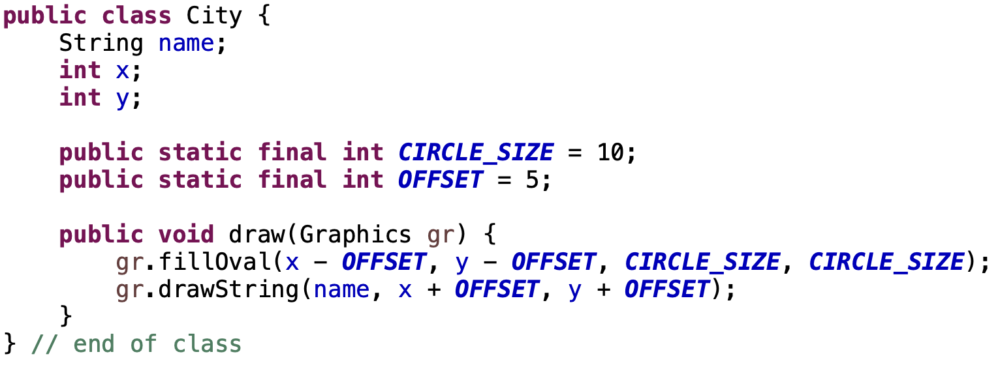 public class City {
    String name;
    int x;
    int y;

    public static final int CIRCLE_SIZE = 10;
    public static final int OFFSET = 5;

    public void draw(Graphics gr) {
        gr.fillOval(x - OFFSET, y - OFFSET, CIRCLE_SIZE, CIRCLE_SIZE);
        gr.drawString(name, x + OFFSET, y + OFFSET);
    }
} // end of class